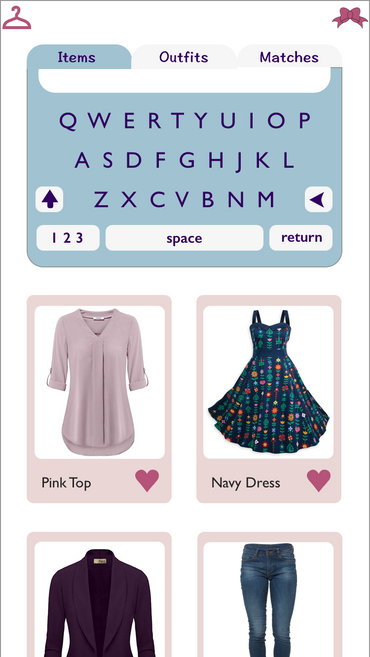 Items Outfits Matches
Q W E R T Y U I O P
A S D F G H J K L
Z X C V B N M
1 2 3 space return
Pink Top Navy Dress